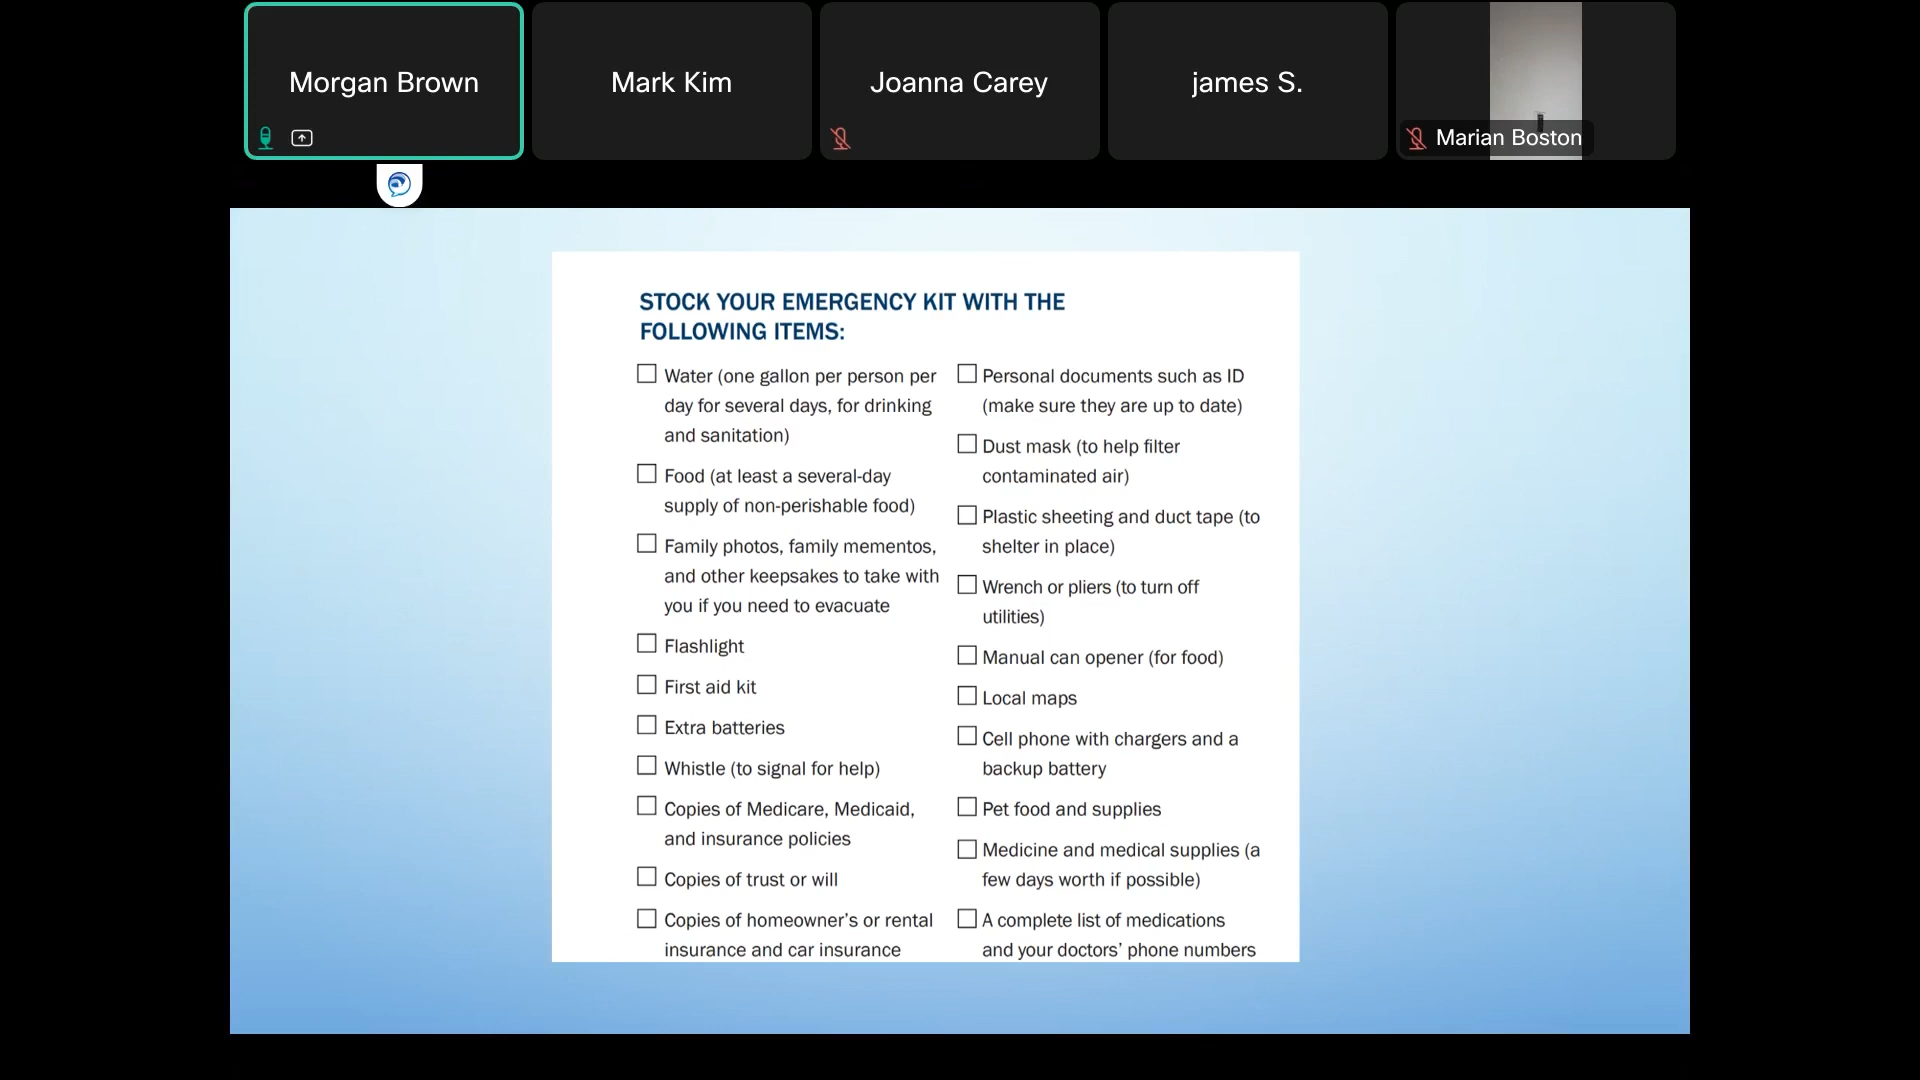 Morgan Brown
Mark Kim
Joanna Carey
james S.
Marian Boston
STOCK YOUR EMERGENCY KIT WITH THE
FOLLOWING ITEMS:
Water (one gallon per person per
day for several days, for drinking
and sanitation)
Food (at least a several-day
supply of non-perishable food)
Family photos, family mementos,
and other keepsakes to take with
you if you need to evacuate
Flashlight
First aid kit
Extra batteries
Whistle (to signal for help)
Copies of Medicare, Medicaid,
and insurance policies
Copies of trust or will
Copies of homeowner’s or rental
insurance and car insurance
Personal documents such as ID
(make sure they are up to date)
Dust mask (to help filter
contaminated air)
Plastic sheeting and duct tape (to
shelter in place)
Wrench or pliers (to turn off
utilities)
Manual can opener (for food)
Local maps
Cell phone with chargers and a
backup battery
Pet food and supplies
Medicine and medical supplies (a
few days worth if possible)
A complete list of medications
and your doctors’ phone numbers